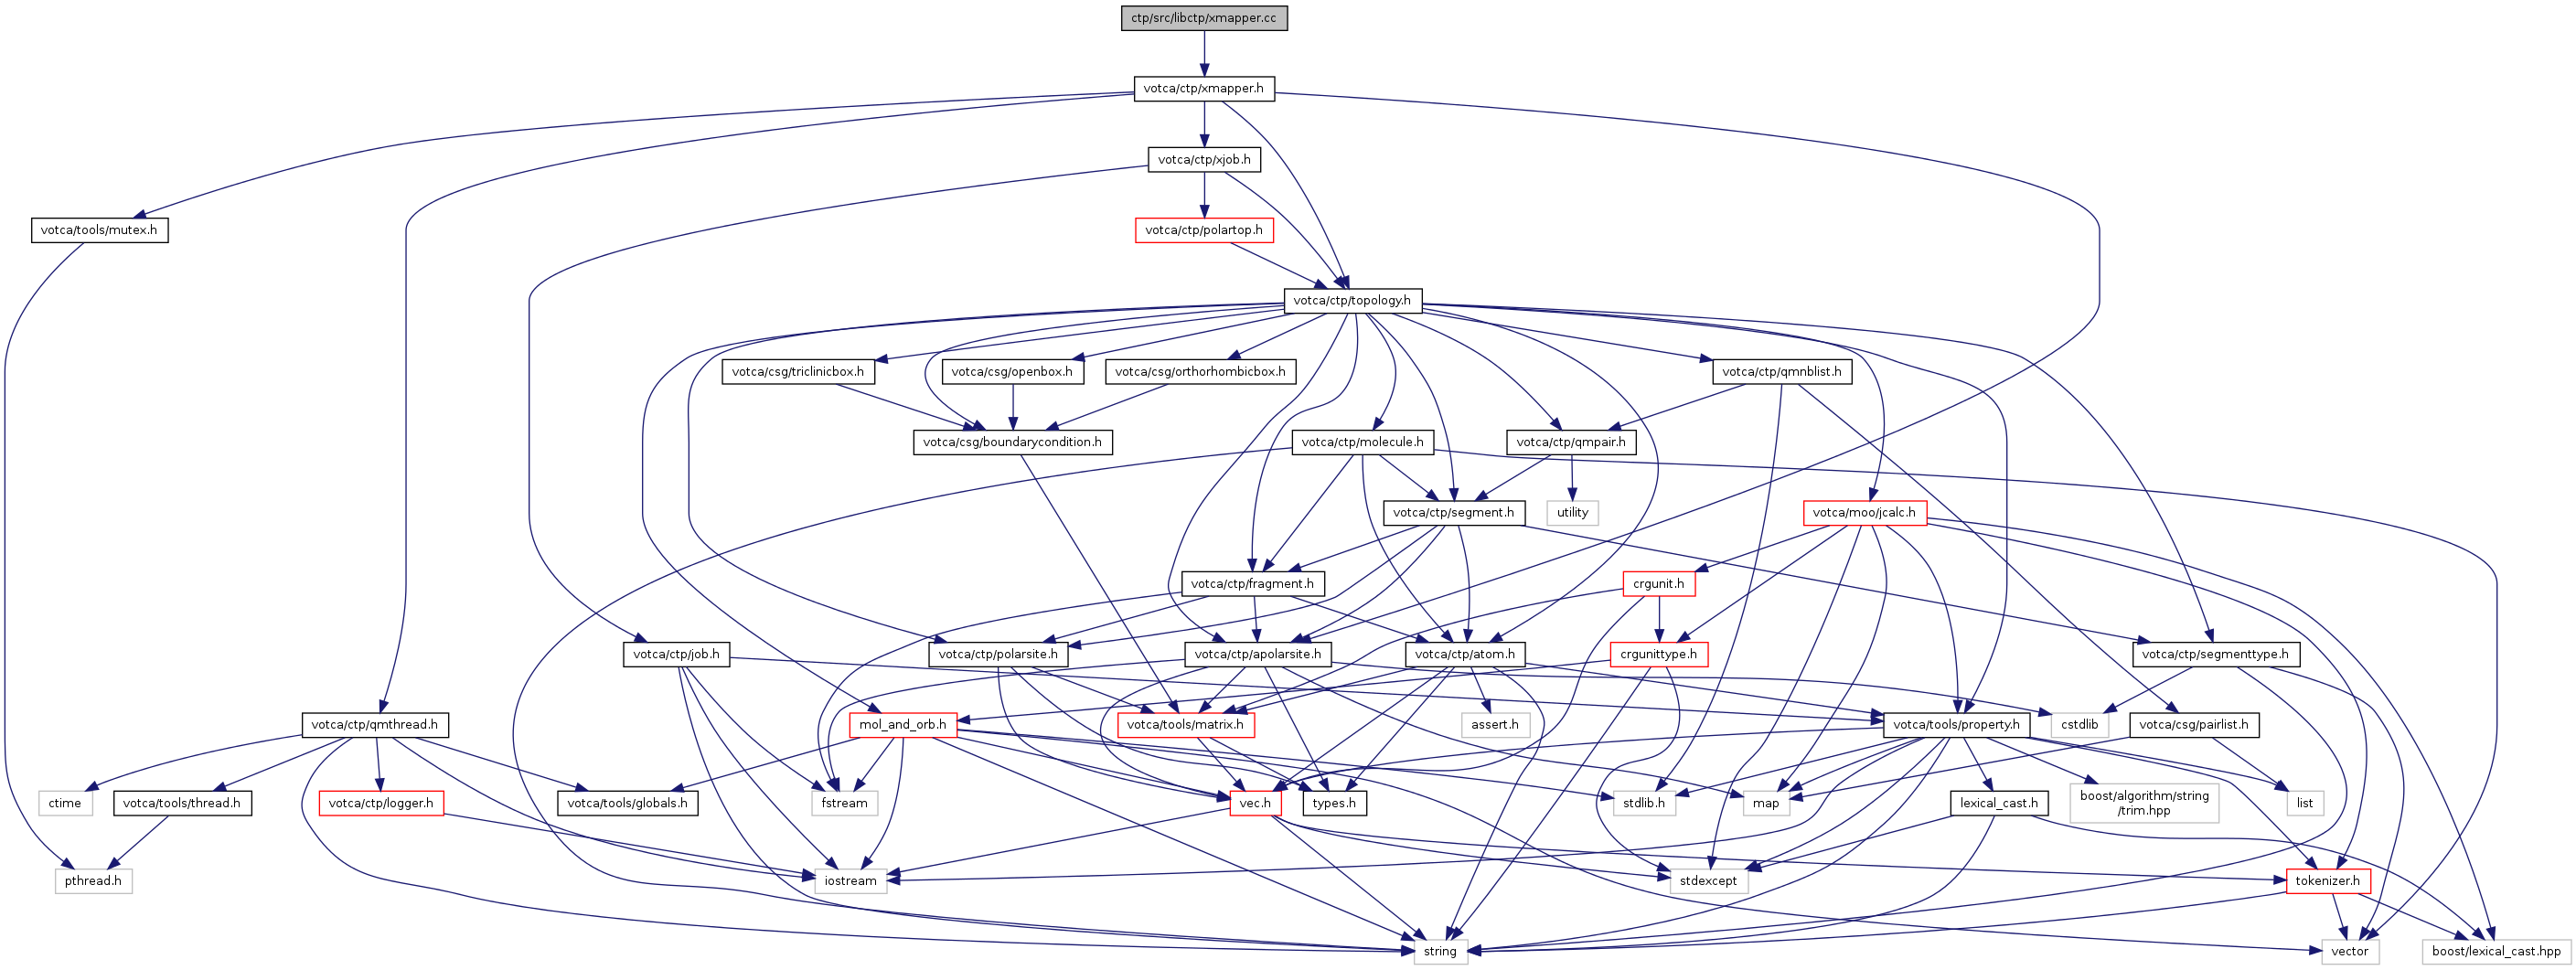 ctp/src/libctp/xmapper.cc
votca/ctp/xmapper.h
votca/ctp/xjob.h
votca/tools/mutex.h
votca/ctp/polartop.h
votca/ctp/topology.h
votca/csg/triclinicbox.h
votca/csg/openbox.h
votca/csg/orthorhombicbox.h
votca/ctp/qmnblist.h
votca/csg/boundarycondition.h
votca/ctp/molecule.h
votca/ctp/qmpair.h
votca/ctp/segment.h
utility
votca/moo/jcalc.h
votca/ctp/fragment.h
crgunit.h
votca/ctp/job.h
votca/ctp/polarsite.h
votca/ctp/apolarsite.h
votca/ctp/atom.h
crgunittype.h
votca/ctp/segmenttype.h
votca/ctp/qmthread.h
mol_and_orb.h
votca/tools/matrix.h
assert.h
votca/tools/property.h
cstdlib
votca/csg/pairlist.h
ctime
votca/tools/thread.h
votca/ctp/logger.h
votca/tools/globals.h
fstream
vec.h
types.h
stdlib.h
map
lexical_cast.h
boost/algorithm/string
/trim.hpp
list
pthread.h
iostream
stdexcept
tokenizer.h
string
vector
boost/lexical_cast.hpp